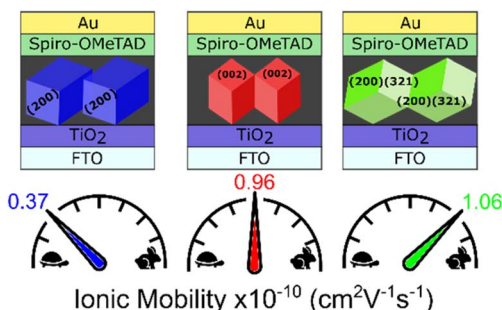 Au Au Au
Spiro-OMeTAD Spiro-OMeTAD Spiro-OMeTAD
(200) (200) (002) (002) (200)(321) (200)(321)
TiO₂ TiO₂ TiO₂
FTO FTO FTO
0.37 0.96 1.06
Ionic Mobility x10⁻¹⁰ (cm²V⁻¹s⁻¹)